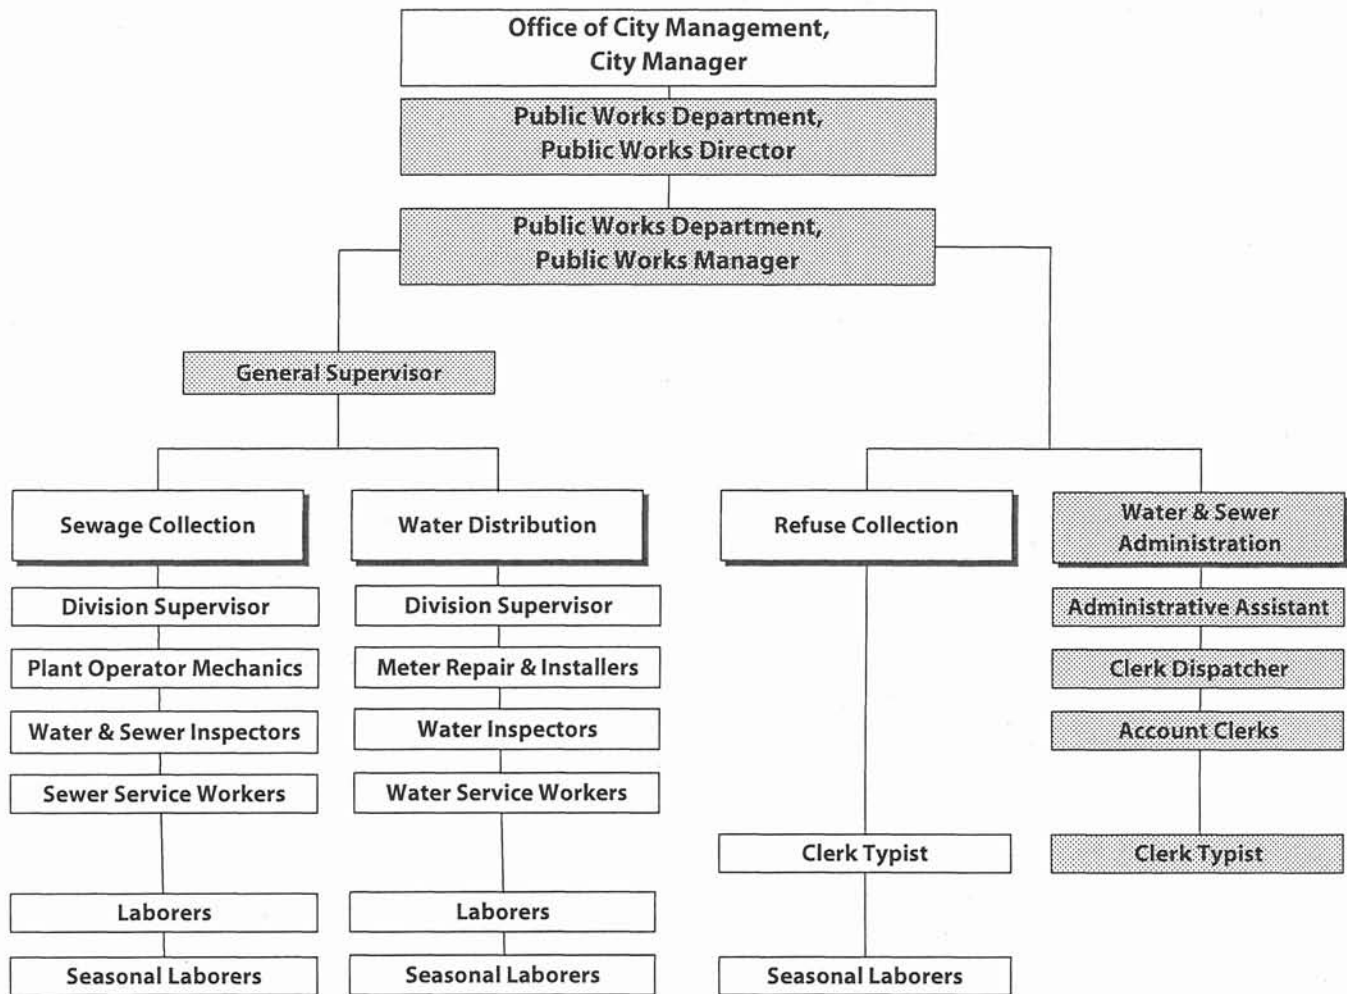 Office of City Management,
City Manager
Public Works Department,
Public Works Director
Public Works Department,
Public Works Manager
General Supervisor
Sewage Collection
Water Distribution
Refuse Collection
Water & Sewer
Administration
Division Supervisor
Division Supervisor
Administrative Assistant
Plant Operator Mechanics
Meter Repair & Installers
Clerk Dispatcher
Water & Sewer Inspectors
Water Inspectors
Account Clerks
Sewer Service Workers
Water Service Workers
Clerk Typist
Clerk Typist
Laborers
Laborers
Seasonal Laborers
Seasonal Laborers
Seasonal Laborers